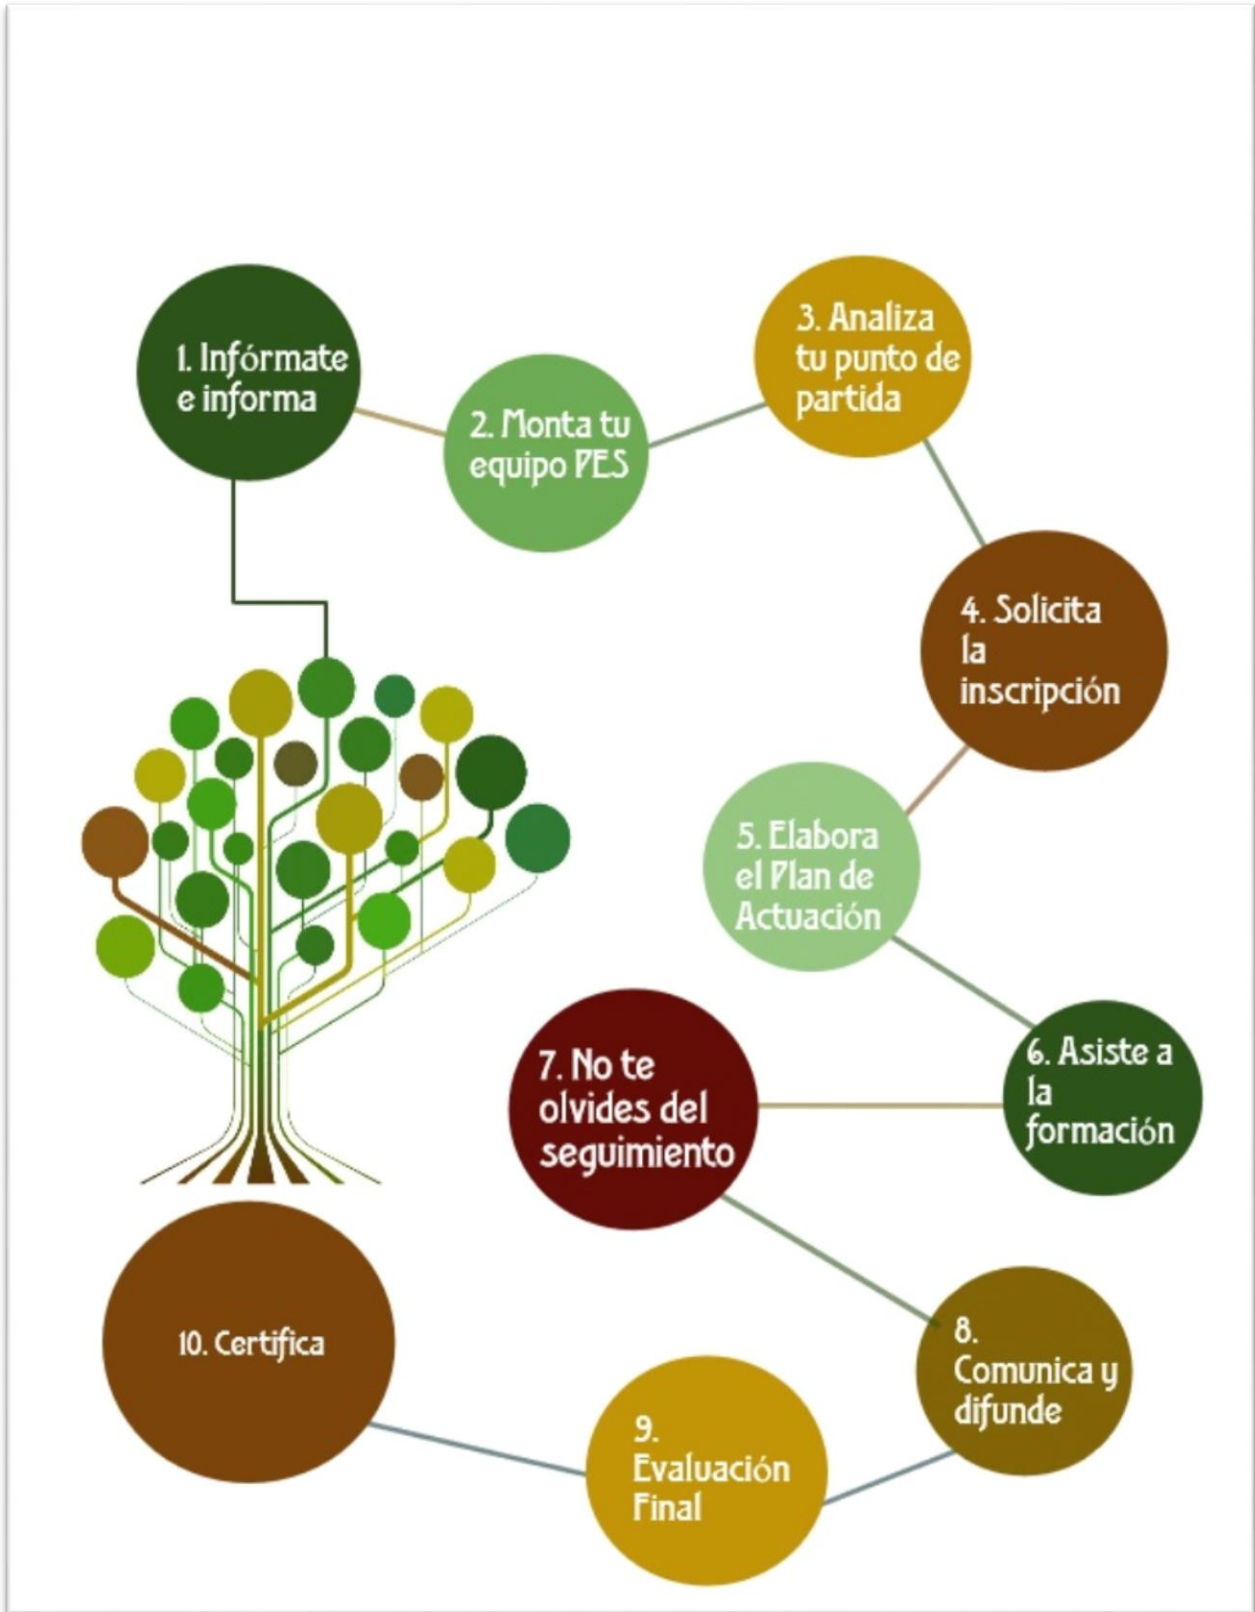 1. Infórmate
e informa
2. Monta tu
equipo PES
3. Analiza
tu punto de
partida
4. Solicita
la
inscripción
5. Elabora
el Plan de
Actuación
6. Asiste a
la
formación
7. No te
olvides del
seguimiento
8.
Comunica y
difunde
9.
Evaluación
Final
10. Certifica